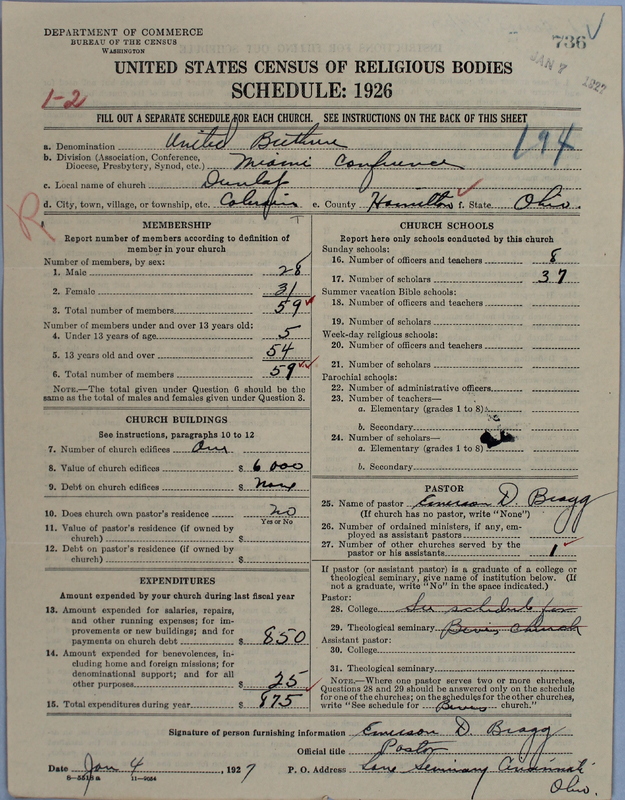 DEPARTMENT OF COMMERCE
BUREAU OF THE CENSUS
WASHINGTON
736
JAN 7 1927
UNITED STATES CENSUS OF RELIGIOUS BODIES
SCHEDULE: 1926
1-2
FILL OUT A SEPARATE SCHEDULE FOR EACH CHURCH. SEE INSTRUCTIONS ON THE BACK OF THIS SHEET
194
a. Denomination United Brethren
b. Division (Association, Conference, Diocese, Presbytery, Synod, etc.) Miami Conference
c. Local name of church Dunlap
d. City, town, village, or township, etc. Colerain e. County Hamilton f. State Ohio.
R
MEMBERSHIP
Report number of members according to definition of
member in your church
Number of members, by sex:
1. Male 28
2. Female 31
3. Total number of members 59
Number of members under and over 13 years old:
4. Under 13 years of age 5
5. 13 years old and over 54
6. Total number of members 59
NOTE.—The total given under Question 6 should be
same as the total of males and females given under Question 3.
CHURCH BUILDINGS
See instructions, paragraphs 10 to 12
7. Number of church edifices One
8. Value of church edifices $ 6000
9. Debt on church edifices $ None
10. Does church own pastor's residence No
Yes or No
11. Value of pastor's residence (if owned by
church) $
12. Debt on pastor's residence (if owned by
church) $
EXPENDITURES
Amount expended by your church during last fiscal year
13. Amount expended for salaries, repairs,
and other running expenses; for im-
provements or new buildings; and for
payments on church debt $ 850
14. Amount expended for benevolences, in-
cluding home and foreign missions; for
denominational support; and for all
other purposes $ 25
15. Total expenditures during year $ 875
CHURCH SCHOOLS
Report here only schools conducted by this church
Sunday schools:
16. Number of officers and teachers 8
17. Number of scholars 37
Summer vacation Bible schools:
18. Number of officers and teachers
19. Number of scholars
Week-day religious schools:
20. Number of officers and teachers
21. Number of scholars
Parochial schools:
22. Number of administrative officers
23. Number of teachers—
a. Elementary (grades 1 to 8)
b. Secondary
24. Number of scholars—
a. Elementary (grades 1 to 8)
b. Secondary
PASTOR
25. Name of pastor Emerson D. Bragg
(If church has no pastor, write "None")
26. Number of ordained ministers, if any, em-
ployed as assistant pastors
27. Number of other churches served by the
pastor or his assistants 1
If pastor (or assistant pastor) is a graduate of a college or
theological seminary, give name of institution below. (If
not a graduate, write "No" in the space indicated.)
Pastor:
28. College See schedule for
29. Theological seminary Bevis Church
Assistant pastor:
30. College
31. Theological seminary
NOTE.—Where one pastor serves two or more churches,
Questions 28 and 29 should be answered only on the schedule
for one of the churches; on the schedules for the other churches,
write "See schedule for Bevis church."
Signature of person furnishing information Emerson D. Bragg
Official title Pastor
Date Jan 4, 1927 P. O. Address Lane Seminary Cincinnati
Ohio.
8-5518a 11-9084